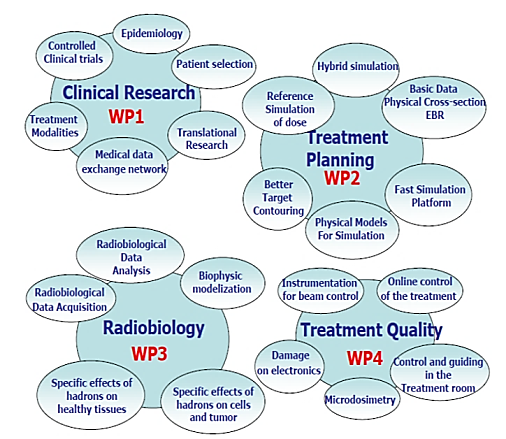 Epidemiology
Controlled
Clinical trials
Patient selection
Clinical Research
WP1
Treatment
Modalities
Translational
Research
Medical data
exchange network
Hybrid simulation
Reference
Simulation
of dose
Basic Data
Physical Cross-section
EBR
Treatment
Planning
WP2
Better
Target
Contouring
Fast Simulation
Platform
Physical Models
For Simulation
Radiobiological
Data
Analysis
Biophysic
modelization
Radiobiological
Data Acquisition
Radiobiology
WP3
Specific effects of
hadrons on
healthy tissues
Specific effects of
hadrons on cells
and tumor
Instrumentation
for beam control
Online control
of the treatment
Treatment Quality
WP4
Damage
on electronics
Control and guiding
in the
Treatment room
Microdosimetry